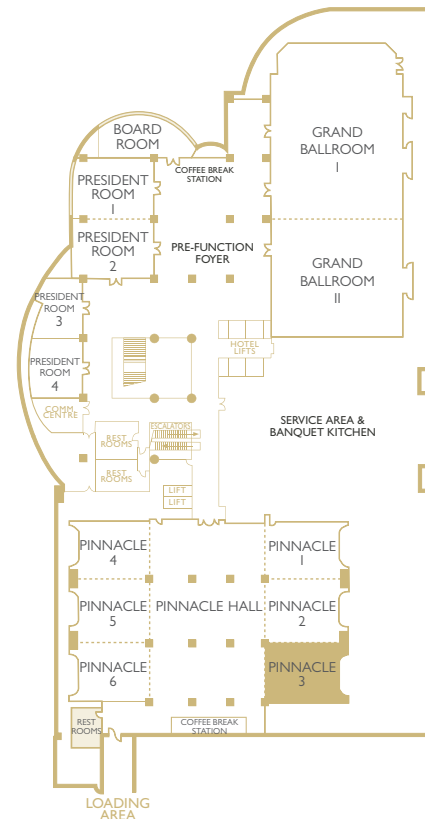 BOARD
ROOM
COFFEE BREAK
STATION
GRAND
BALLROOM
I
PRESIDENT
ROOM
1
PRESIDENT
ROOM
2
PRE-FUNCTION
FOYER
GRAND
BALLROOM
II
PRESIDENT
ROOM
3
PRESIDENT
ROOM
4
HOTEL
LIFTS
COMM.
CENTRE
ESCALATORS
REST
ROOMS
REST
ROOMS
SERVICE AREA &
BANQUET KITCHEN
LIFT
LIFT
PINNACLE
4
PINNACLE
1
PINNACLE
5
PINNACLE HALL
PINNACLE
2
PINNACLE
6
PINNACLE
3
REST
ROOMS
COFFEE BREAK
STATION
LOADING
AREA